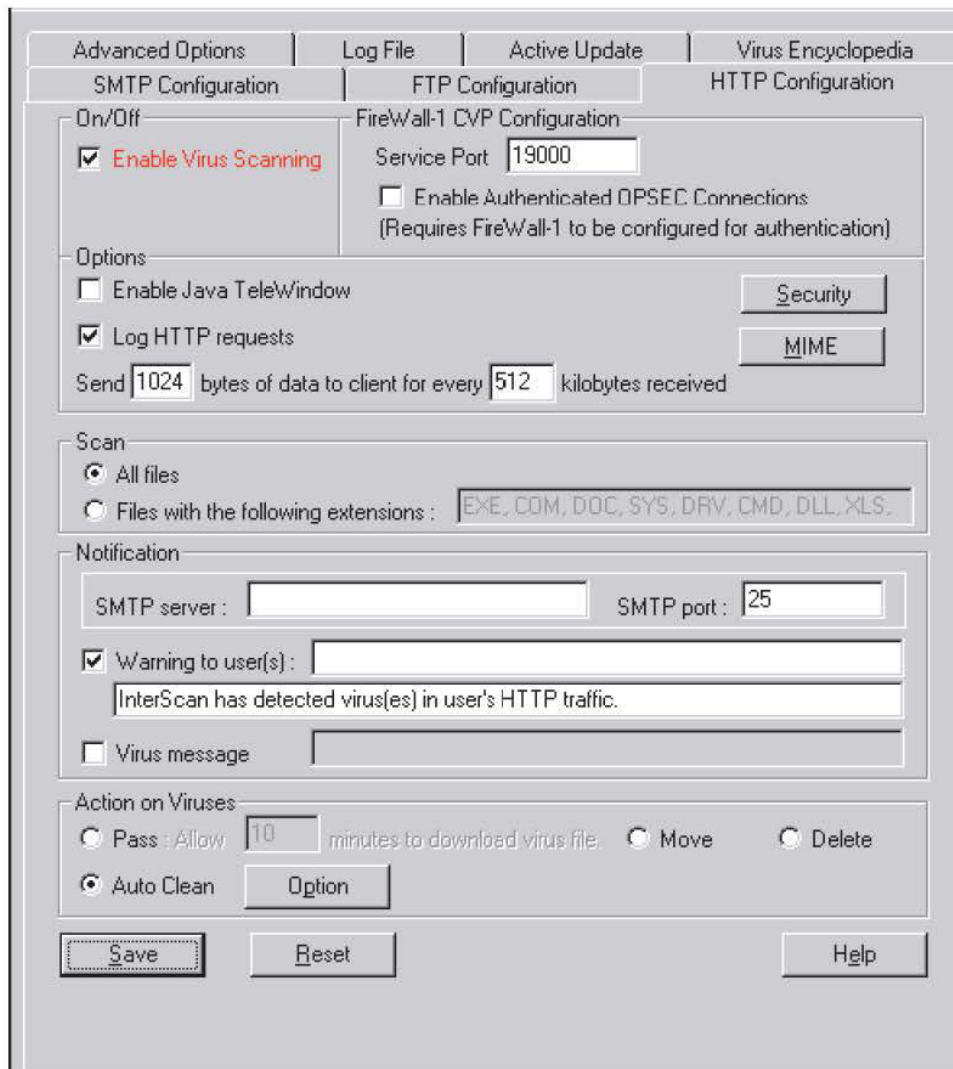 Advanced Options Log File Active Update Virus Encyclopedia
SMTP Configuration FTP Configuration HTTP Configuration
On/Off
Enable Virus Scanning
FireWall-1 CVP Configuration
Service Port 19000
Enable Authenticated OPSEC Connections
(Requires FireWall-1 to be configured for authentication)
Options
Enable Java TeleWindow
Security
Log HTTP requests
MIME
Send 1024 bytes of data to client for every 512 kilobytes received
Scan
All files
Files with the following extensions : EXE, COM, DOC, SYS, DRV, CMD, DLL, XLS,
Notification
SMTP server : SMTP port : 25
Warning to user(s) :
InterScan has detected virus(es) in user's HTTP traffic.
Virus message
Action on Viruses
Pass : Allow 10 minutes to download virus file. Move Delete
Auto Clean Option
Save Reset Help